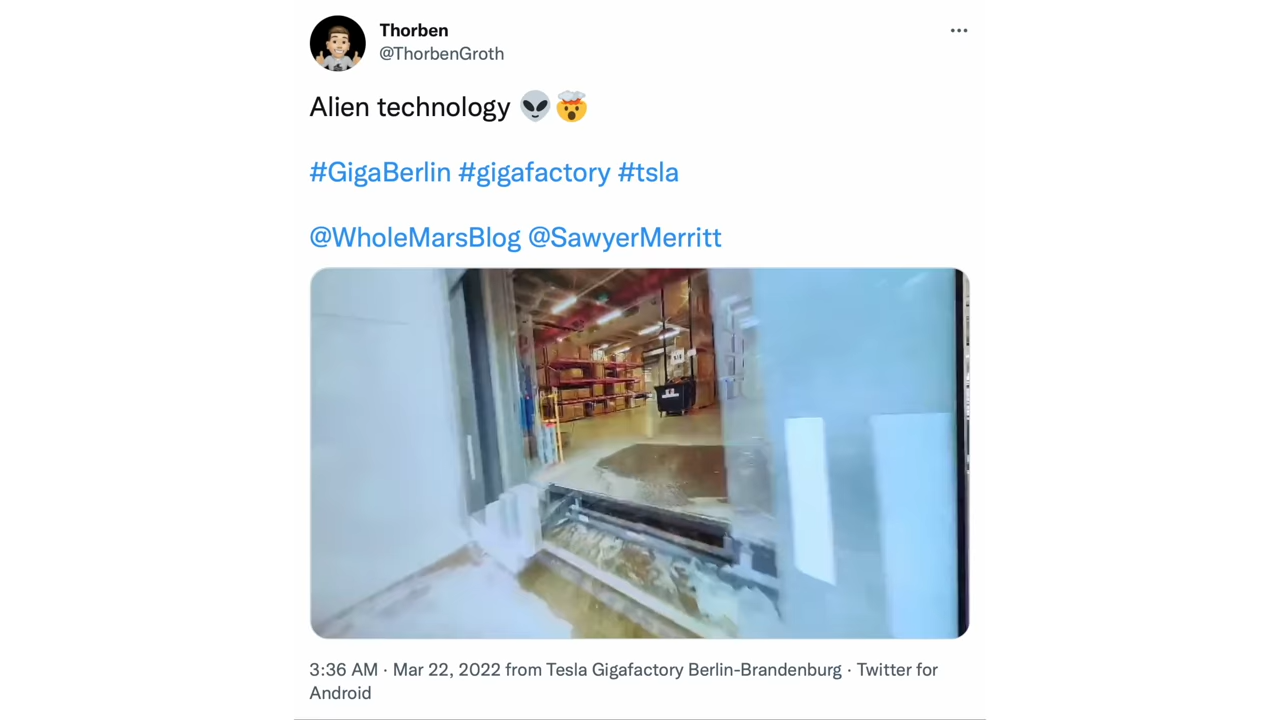 Thorben
@ThorbenGroth
Alien technology 👽🤯
#GigaBerlin #gigafactory #tsla
@WholeMarsBlog @SawyerMerritt
3:36 AM · Mar 22, 2022 from Tesla Gigafactory Berlin-Brandenburg · Twitter for
Android